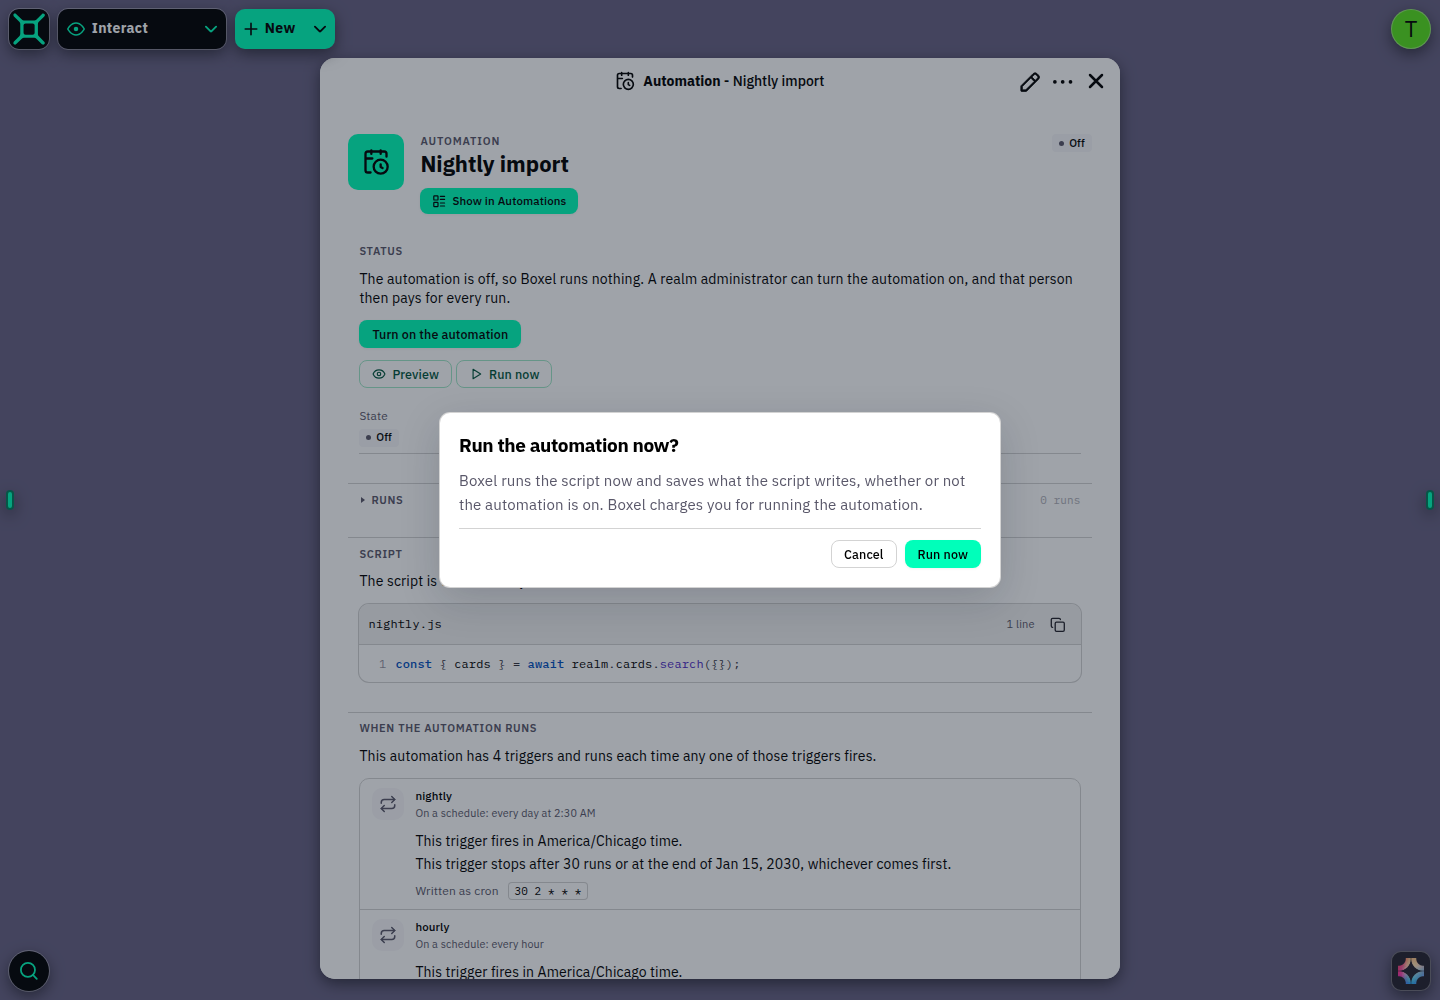 Interact
New
T
Automation - Nightly import
AUTOMATION
Off
Nightly import
Show in Automations
STATUS
The automation is off, so Boxel runs nothing. A realm administrator can turn the automation on, and that person
then pays for every run.
Turn on the automation
Preview
Run now
State
Off
Run the automation now?
Boxel runs the script now and saves what the script writes, whether or not
the automation is on. Boxel charges you for running the automation.
Cancel
Run now
RUNS
0 runs
SCRIPT
The script is
nightly.js
1 line
1 const { cards } = await realm.cards.search({});
WHEN THE AUTOMATION RUNS
This automation has 4 triggers and runs each time any one of those triggers fires.
nightly
On a schedule: every day at 2:30 AM
This trigger fires in America/Chicago time.
This trigger stops after 30 runs or at the end of Jan 15, 2030, whichever comes first.
Written as cron 30 2 * * *
hourly
On a schedule: every hour
This trigger fires in America/Chicago time.